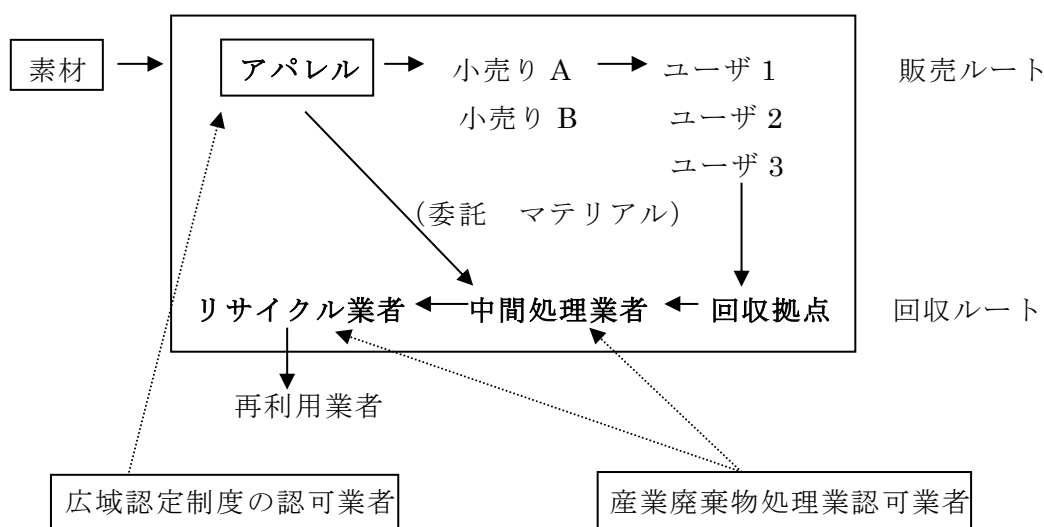 素材 アパレル 小売り A ユーザ 1 販売ルート
小売り B ユーザ 2
ユーザ 3
(委託　マテリアル)
リサイクル業者 中間処理業者 回収拠点 回収ルート
再利用業者
広域認定制度の認可業者 産業廃棄物処理業認可業者